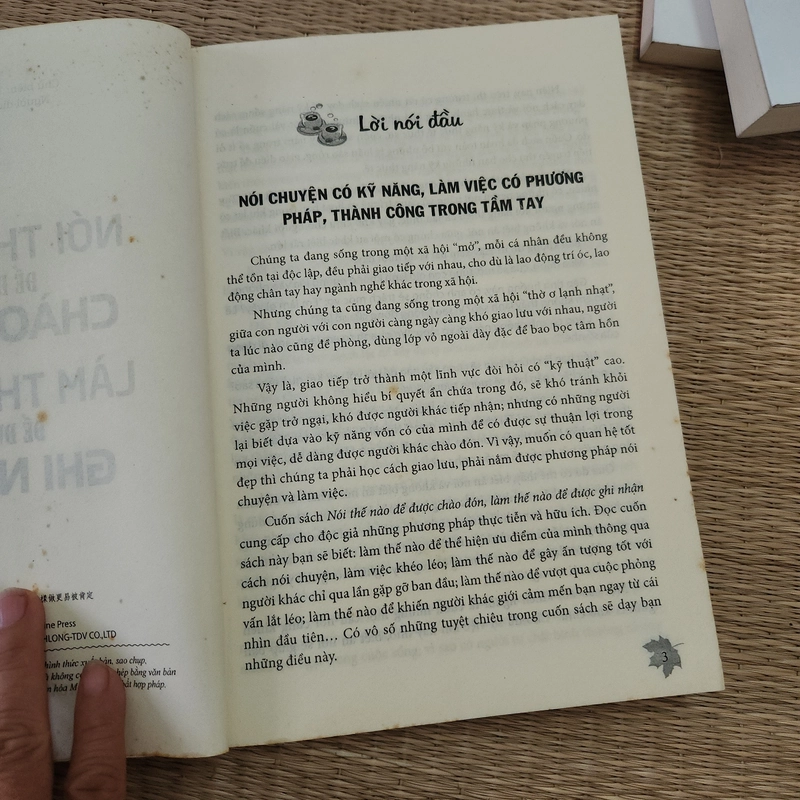 樣做更易被肯定
ne Press
HLONG-TDV CO.,LTD
Lời nói đầu
NÓI CHUYỆN CÓ KỸ NĂNG, LÀM VIỆC CÓ PHƯƠNG
PHÁP, THÀNH CÔNG TRONG TẦM TAY
Chúng ta đang sống trong một xã hội “mở”, mỗi cá nhân đều không
thể tồn tại độc lập, đều phải giao tiếp với nhau, cho dù là lao động trí óc, lao
động chân tay hay ngành nghề khác trong xã hội.
Nhưng chúng ta cũng đang sống trong một xã hội “thờ ơ lạnh nhạt”,
giữa con người với con người càng ngày càng khó giao lưu với nhau, người
ta lúc nào cũng đề phòng, dùng lớp vỏ ngoài dày đặc để bao bọc tâm hồn
của mình.
Vậy là, giao tiếp trở thành một lĩnh vực đòi hỏi có “kỹ thuật” cao.
Những người không hiểu bí quyết ẩn chứa trong đó, sẽ khó tránh khỏi
việc gặp trở ngại, khó được người khác tiếp nhận; nhưng có những người
lại biết dựa vào kỹ năng vốn có của mình để có được sự thuận lợi trong
mọi việc, dễ dàng được người khác chào đón. Vì vậy, muốn có quan hệ tốt
đẹp thì chúng ta phải học cách giao lưu, phải nắm được phương pháp nói
chuyện và làm việc.
Cuốn sách Nói thế nào để được chào đón, làm thế nào để được ghi nhận
cung cấp cho độc giả những phương pháp thực tiễn và hữu ích. Đọc cuốn
sách này bạn sẽ biết: làm thế nào để thể hiện ưu điểm của mình thông qua
cách nói chuyện, làm việc khéo léo; làm thế nào để gây ấn tượng tốt với
người khác chỉ qua lần gặp gỡ ban đầu; làm thế nào để vượt qua cuộc phỏng
vấn lắt léo; làm thế nào để khiến người khác giới cảm mến bạn ngay từ cái
nhìn đầu tiên… Có vô số những tuyệt chiêu trong cuốn sách sẽ dạy bạn
những điều này.
3